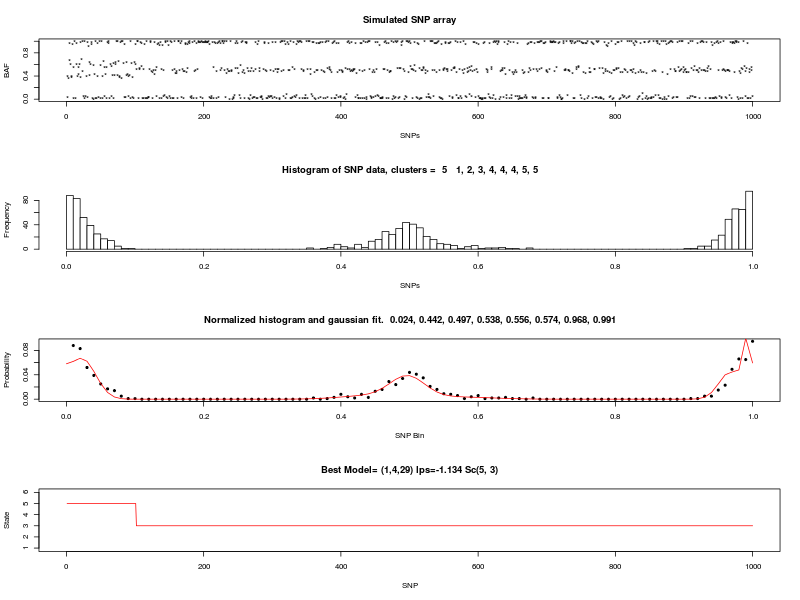 Simulated SNP array
BAF
0.0 0.4 0.8
0 200 400 600 800 1000
SNPs
Histogram of SNP data, clusters = 5 1, 2, 3, 4, 4, 4, 5, 5
Frequency
0 40 80
0.0 0.2 0.4 0.6 0.8 1.0
SNPs
Normalized histogram and gaussian fit. 0.024, 0.442, 0.497, 0.538, 0.556, 0.574, 0.968, 0.991
Probability
0.00 0.04 0.08
0.0 0.2 0.4 0.6 0.8 1.0
SNP Bin
Best Model= (1,4,29) lps=-1.134 Sc(5, 3)
State
1 2 3 4 5 6
0 200 400 600 800 1000
SNP